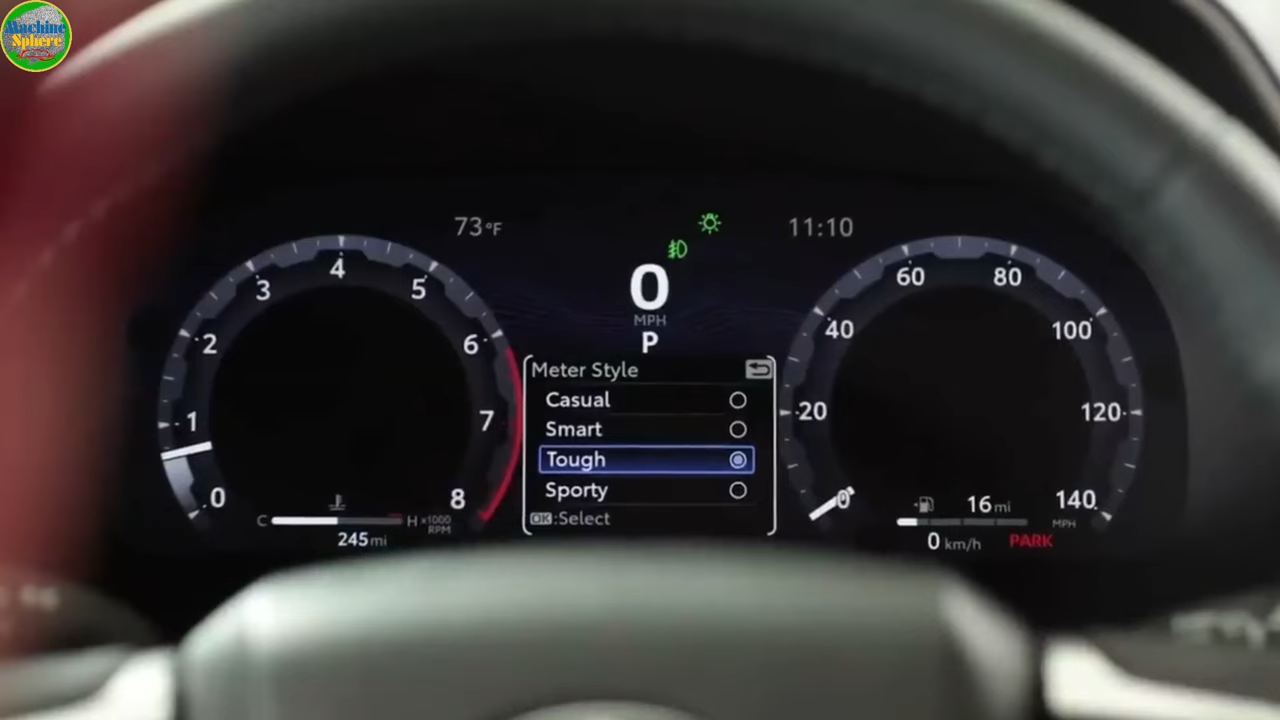 Machine
Sphere
73°F
11:10
0
MPH
P
Meter Style
Casual
Smart
Tough
Sporty
OK:Select
0
1
2
3
4
5
6
7
8
x1000
RPM
C
H
245 mi
0
20
40
60
80
100
120
140
MPH
16 mi
0 km/h
PARK